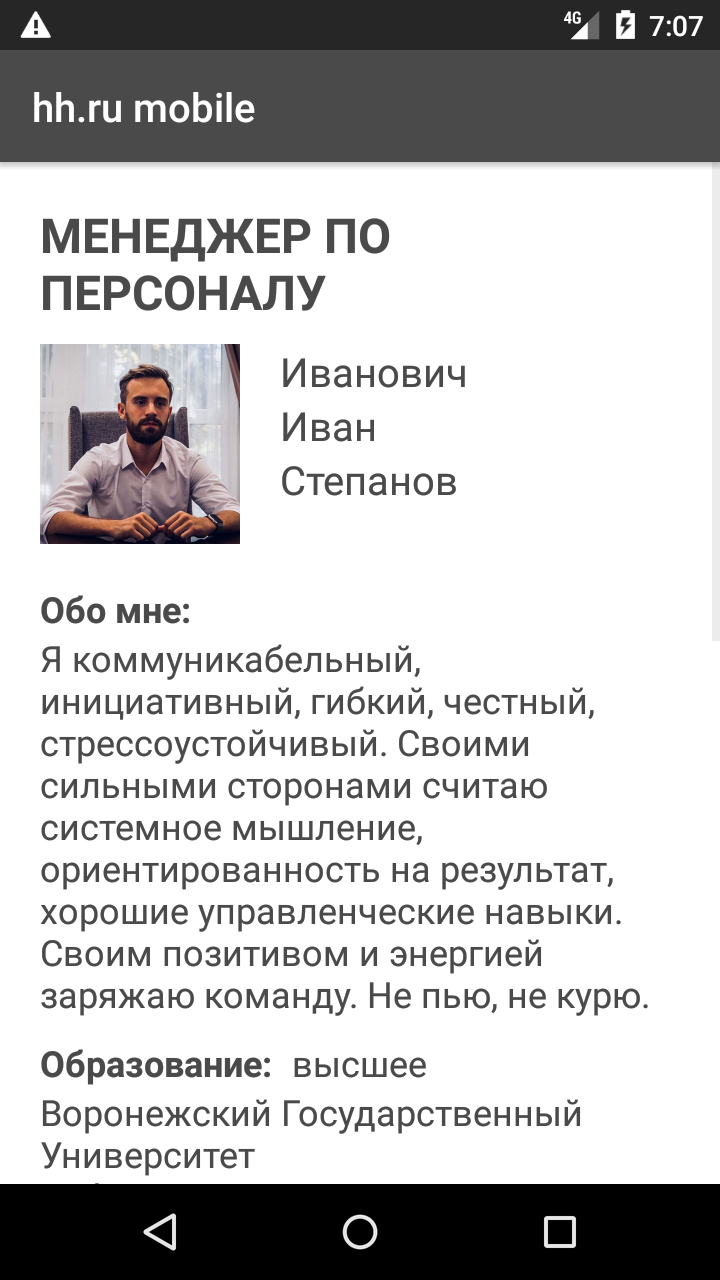 4G 7:07
hh.ru mobile
МЕНЕДЖЕР ПО
ПЕРСОНАЛУ
Иванович
Иван
Степанов
Обо мне:
Я коммуникабельный,
инициативный, гибкий, честный,
стрессоустойчивый. Своими
сильными сторонами считаю
системное мышление,
ориентированность на результат,
хорошие управленческие навыки.
Своим позитивом и энергией
заряжаю команду. Не пью, не курю.
Образование: высшее
Воронежский Государственный
Университет